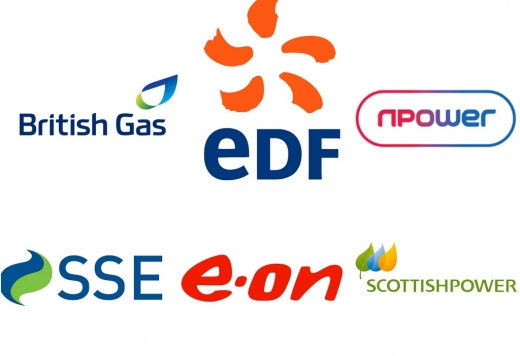 British Gas
eDF
npower
SSE
e·on
SCOTTISHPOWER